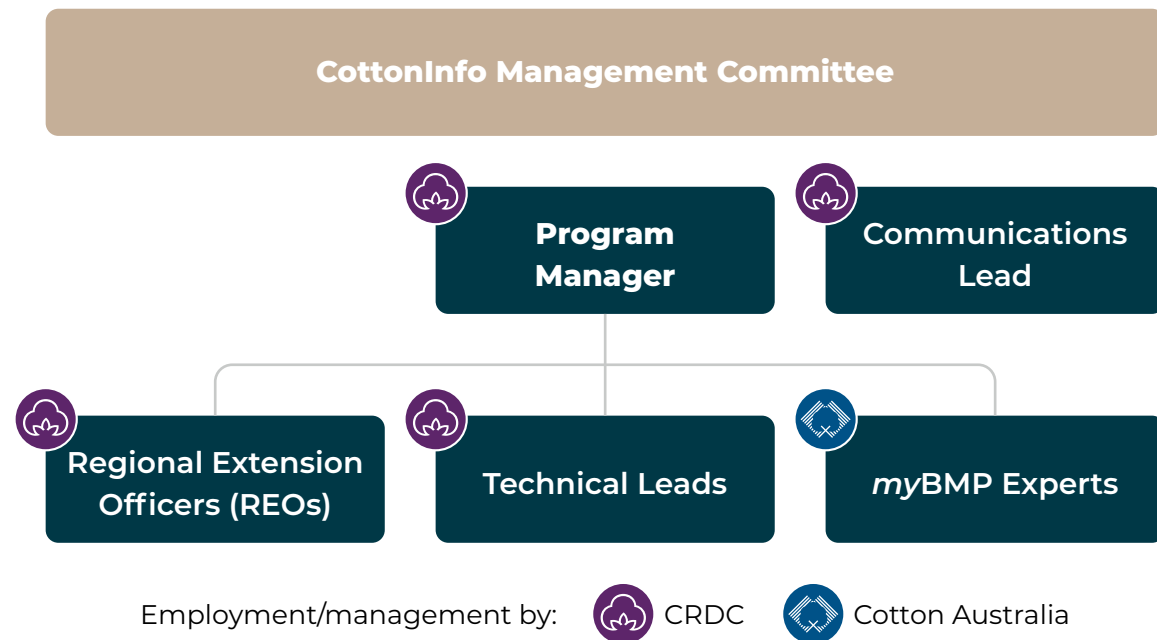 CottonInfo Management Committee
Program
Manager
Communications
Lead
Regional Extension
Officers (REOs)
Technical Leads
myBMP Experts
Employment/management by: CRDC Cotton Australia